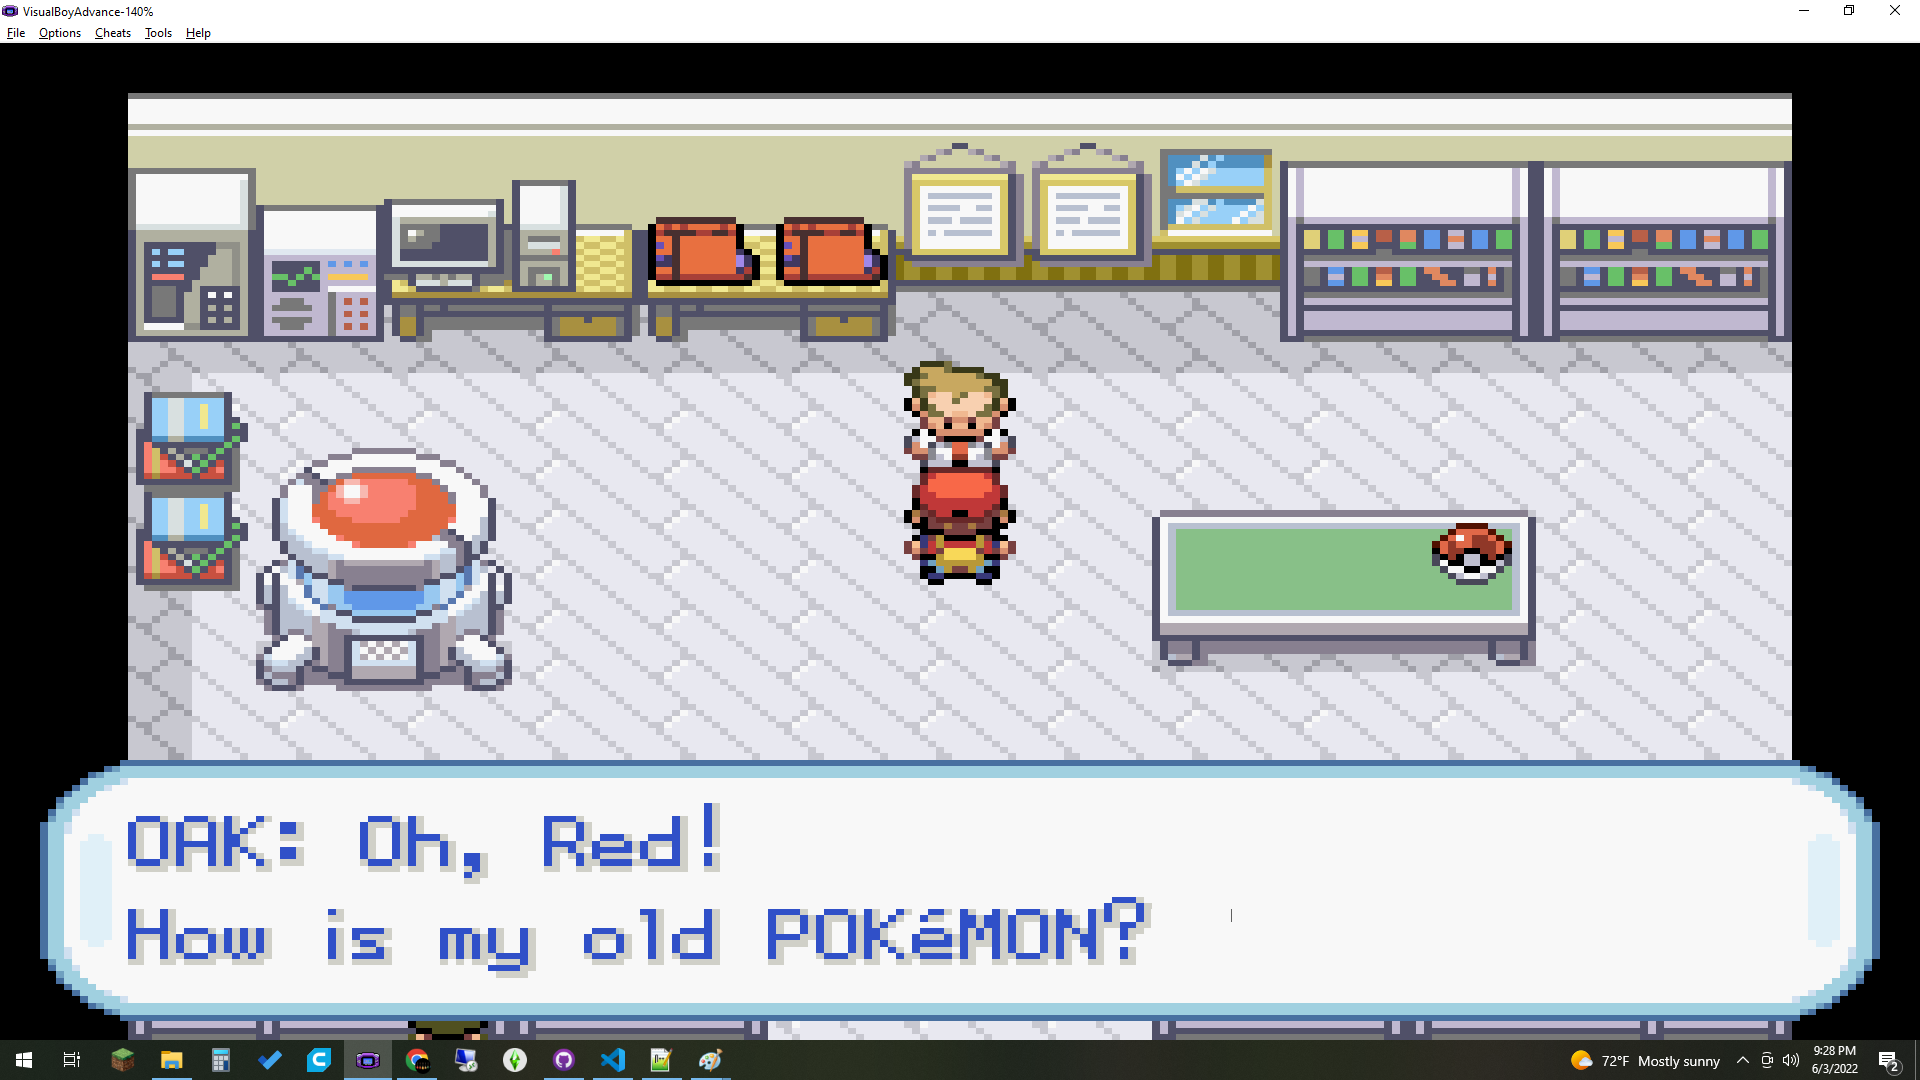 VisualBoyAdvance-140%
File Options Cheats Tools Help
OAK: Oh, Red!
How is my old POKéMON?
72°F Mostly sunny
9:28 PM
6/3/2022
2